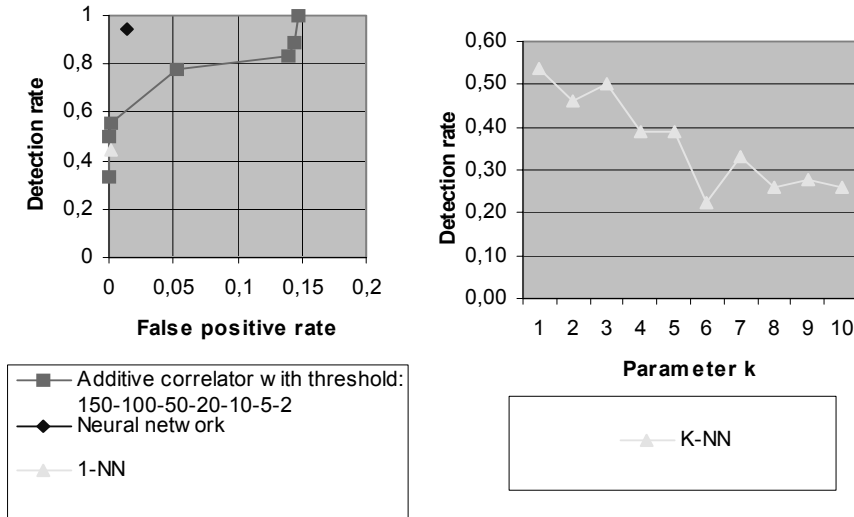 1
0,8
0,6
0,4
0,2
0
Detection rate
0 0,05 0,1 0,15 0,2
False positive rate
Additive correlator with threshold:
150-100-50-20-10-5-2
Neural network
1-NN
0,60
0,50
0,40
0,30
0,20
0,10
0,00
Detection rate
1 2 3 4 5 6 7 8 9 10
Parameter k
K-NN